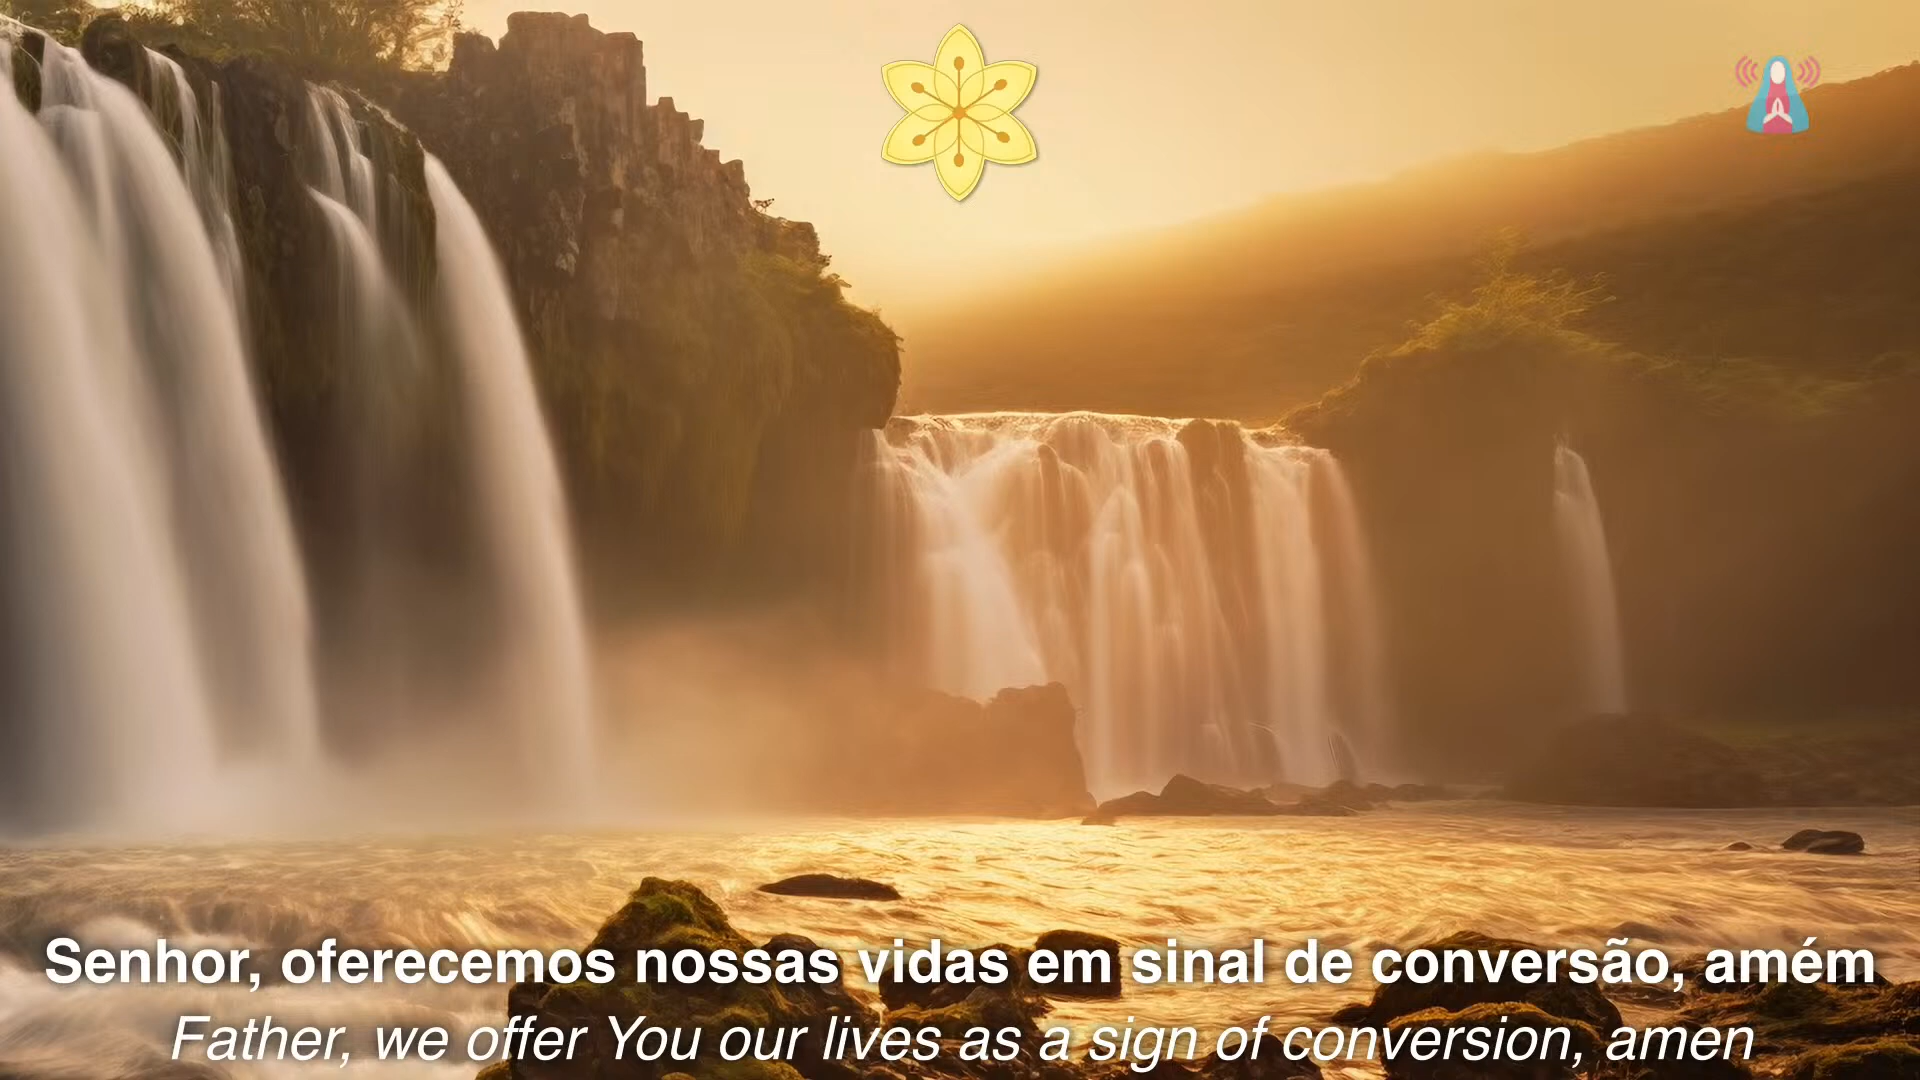 Senhor, oferecemos nossas vidas em sinal de conversão, amém
Father, we offer You our lives as a sign of conversion, amen